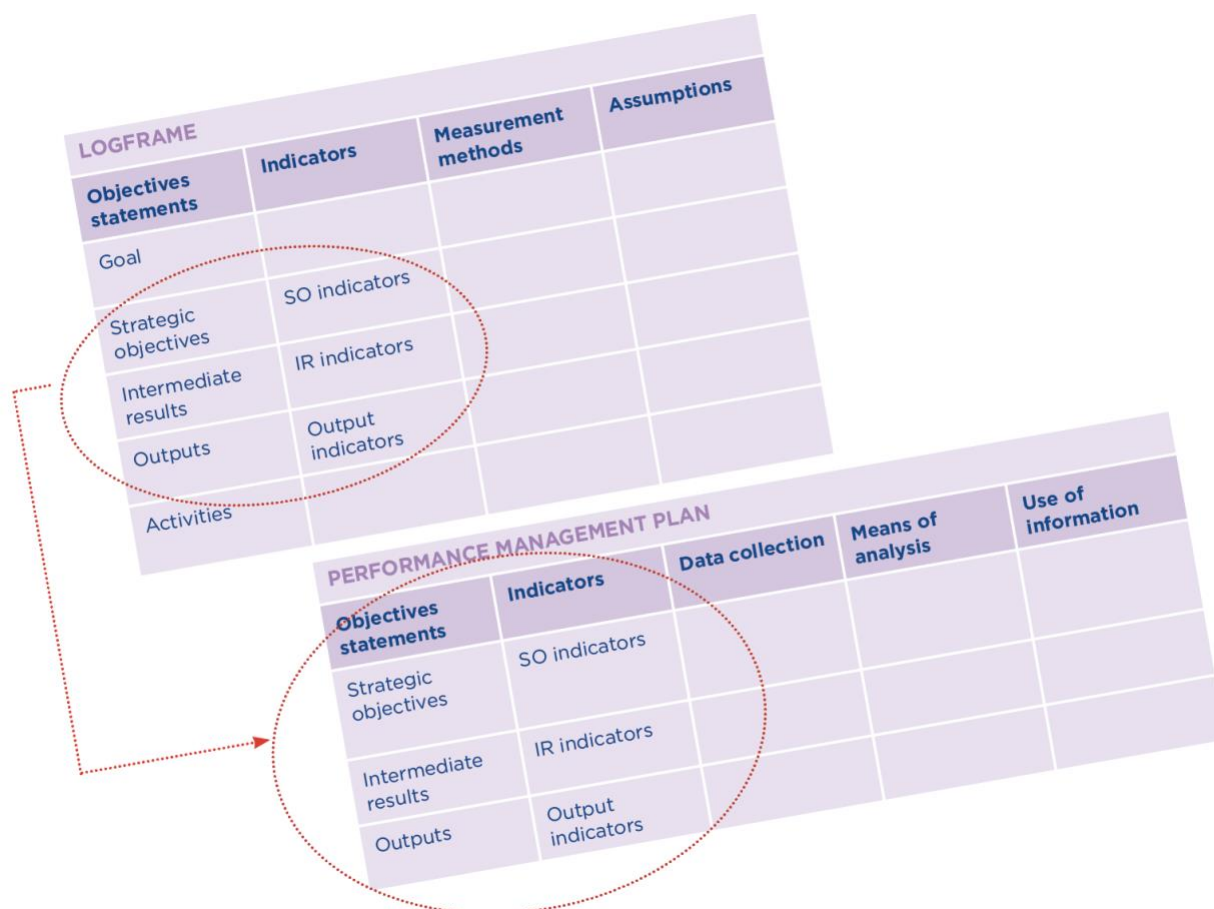 LOGFRAME
Objectives
statements
Indicators
Measurement
methods
Assumptions
Goal
Strategic
objectives
SO indicators
Intermediate
results
IR indicators
Outputs
Output
indicators
Activities
PERFORMANCE MANAGEMENT PLAN
Objectives
statements
Indicators
Data collection
Means of
analysis
Use of
information
Strategic
objectives
SO indicators
Intermediate
results
IR indicators
Outputs
Output
indicators